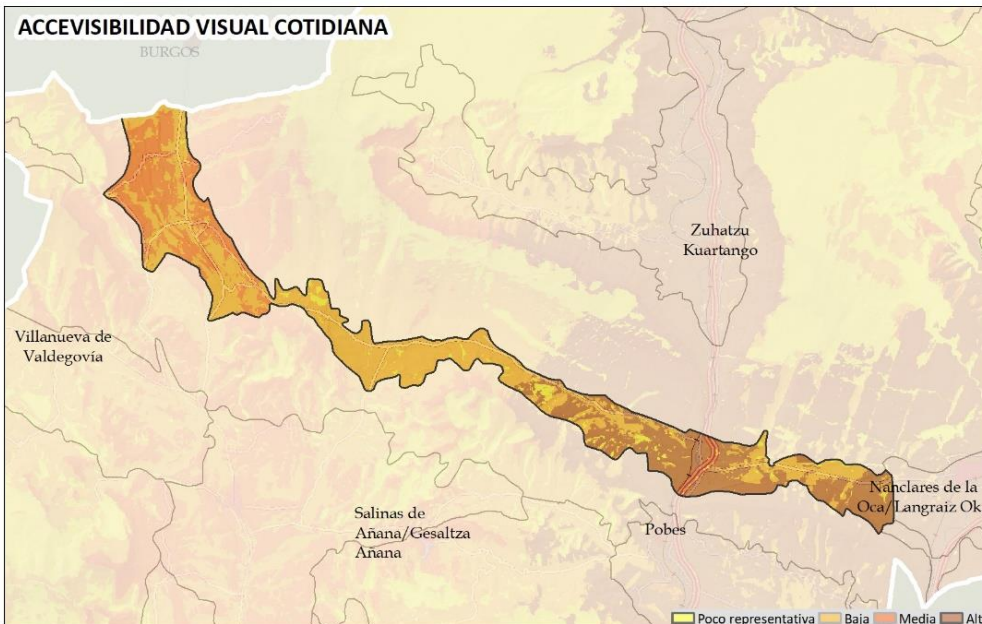 ACCEVISIBILIDAD VISUAL COTIDIANA
BURGOS
Zuhatzu
Kuartango
Villanueva de
Valdegovía
Nanclares de la
Oca/Langraiz Ok
Salinas de
Añana/Gesaltza
Añana
Pobes
Poco representativa Baja Media Alt